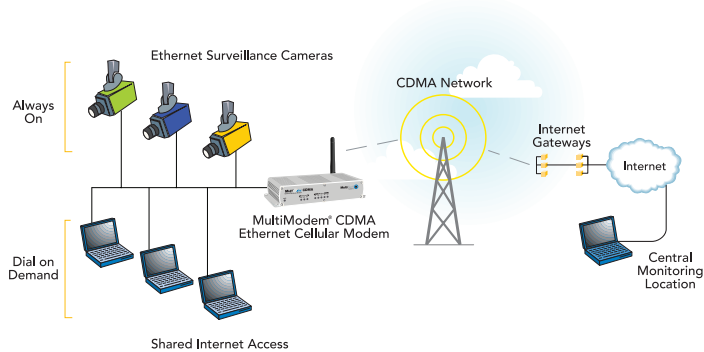 Ethernet Surveillance Cameras
Always
On
CDMA Network
Internet
Gateways
Internet
MultiModem® CDMA
Ethernet Cellular Modem
Dial on
Demand
Central
Monitoring
Location
Shared Internet Access